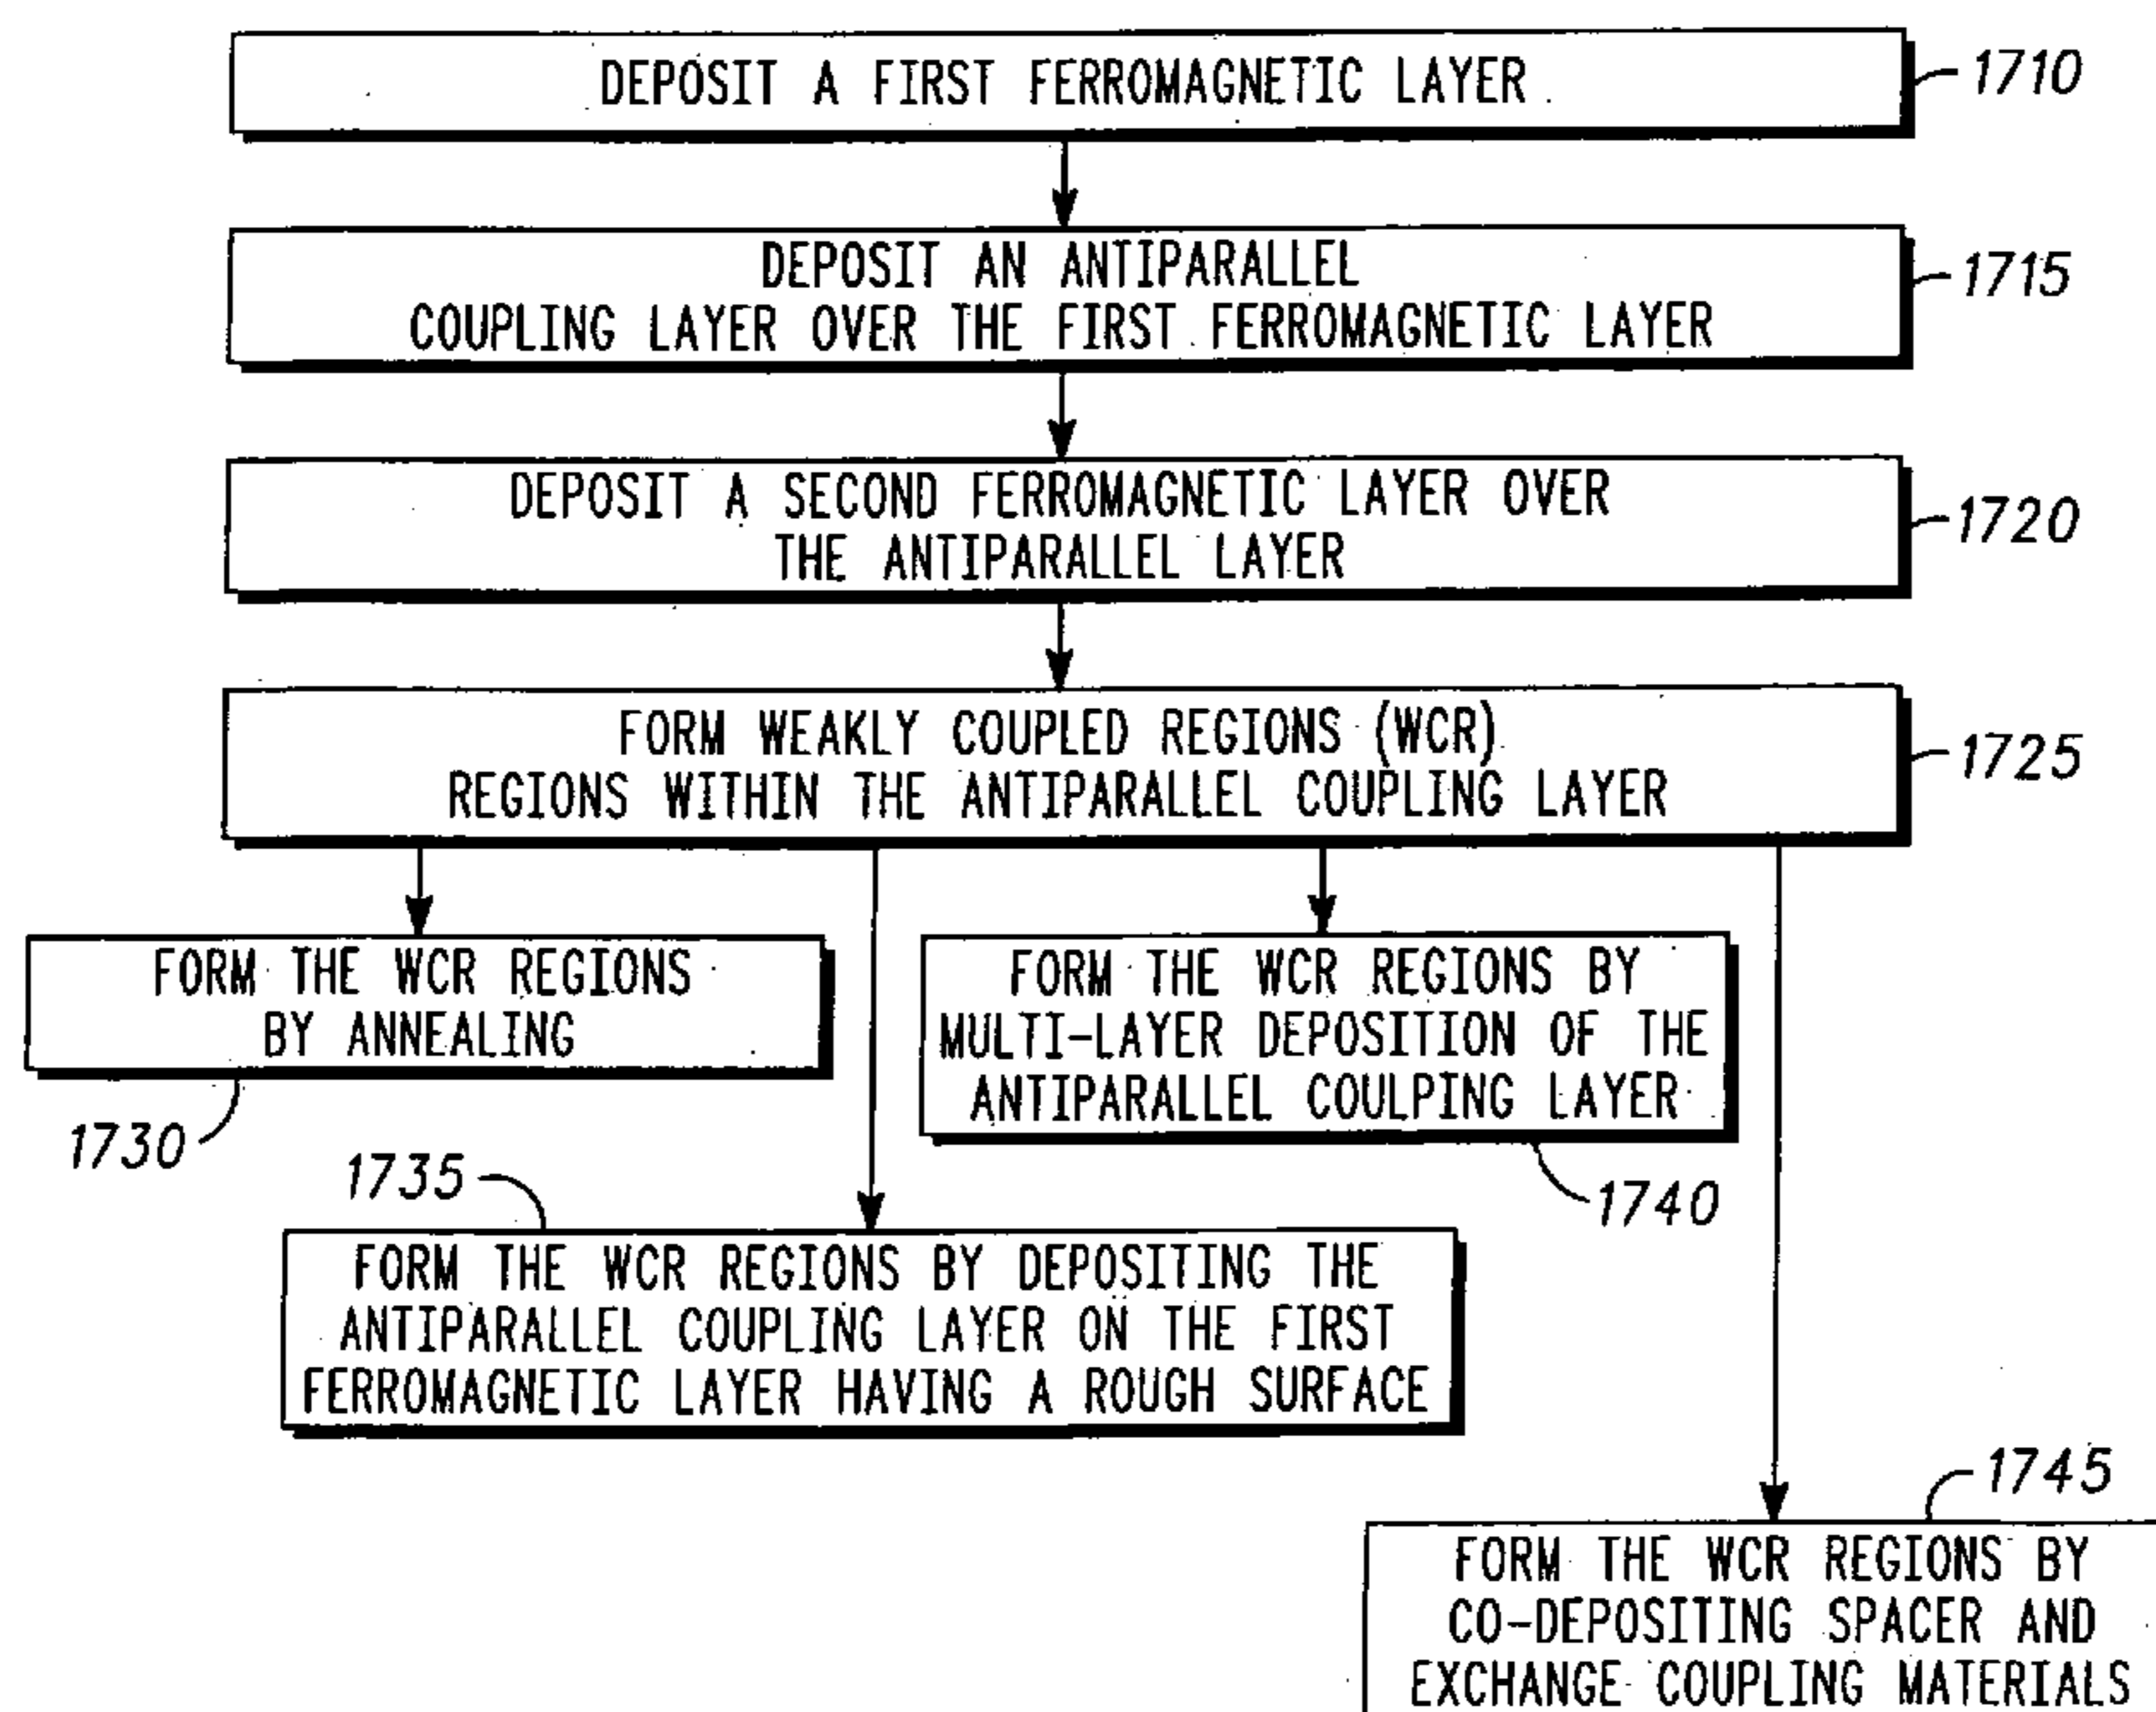 DEPOSIT A FIRST FERROMAGNETIC LAYER
1710
DEPOSIT AN ANTIPARALLEL
COUPLING LAYER OVER THE FIRST FERROMAGNETIC LAYER
1715
DEPOSIT A SECOND FERROMAGNETIC LAYER OVER
THE ANTIPARALLEL LAYER
1720
FORM WEAKLY COUPLED REGIONS (WCR)
REGIONS WITHIN THE ANTIPARALLEL COUPLING LAYER
1725
FORM THE WCR REGIONS
BY ANNEALING
1730
FORM THE WCR REGIONS BY
MULTI-LAYER DEPOSITION OF THE
ANTIPARALLEL COULPING LAYER
1740
1735
FORM THE WCR REGIONS BY DEPOSITING THE
ANTIPARALLEL COUPLING LAYER ON THE FIRST
FERROMAGNETIC LAYER HAVING A ROUGH SURFACE
1745
FORM THE WCR REGIONS BY
CO-DEPOSITING SPACER AND
EXCHANGE COUPLING MATERIALS